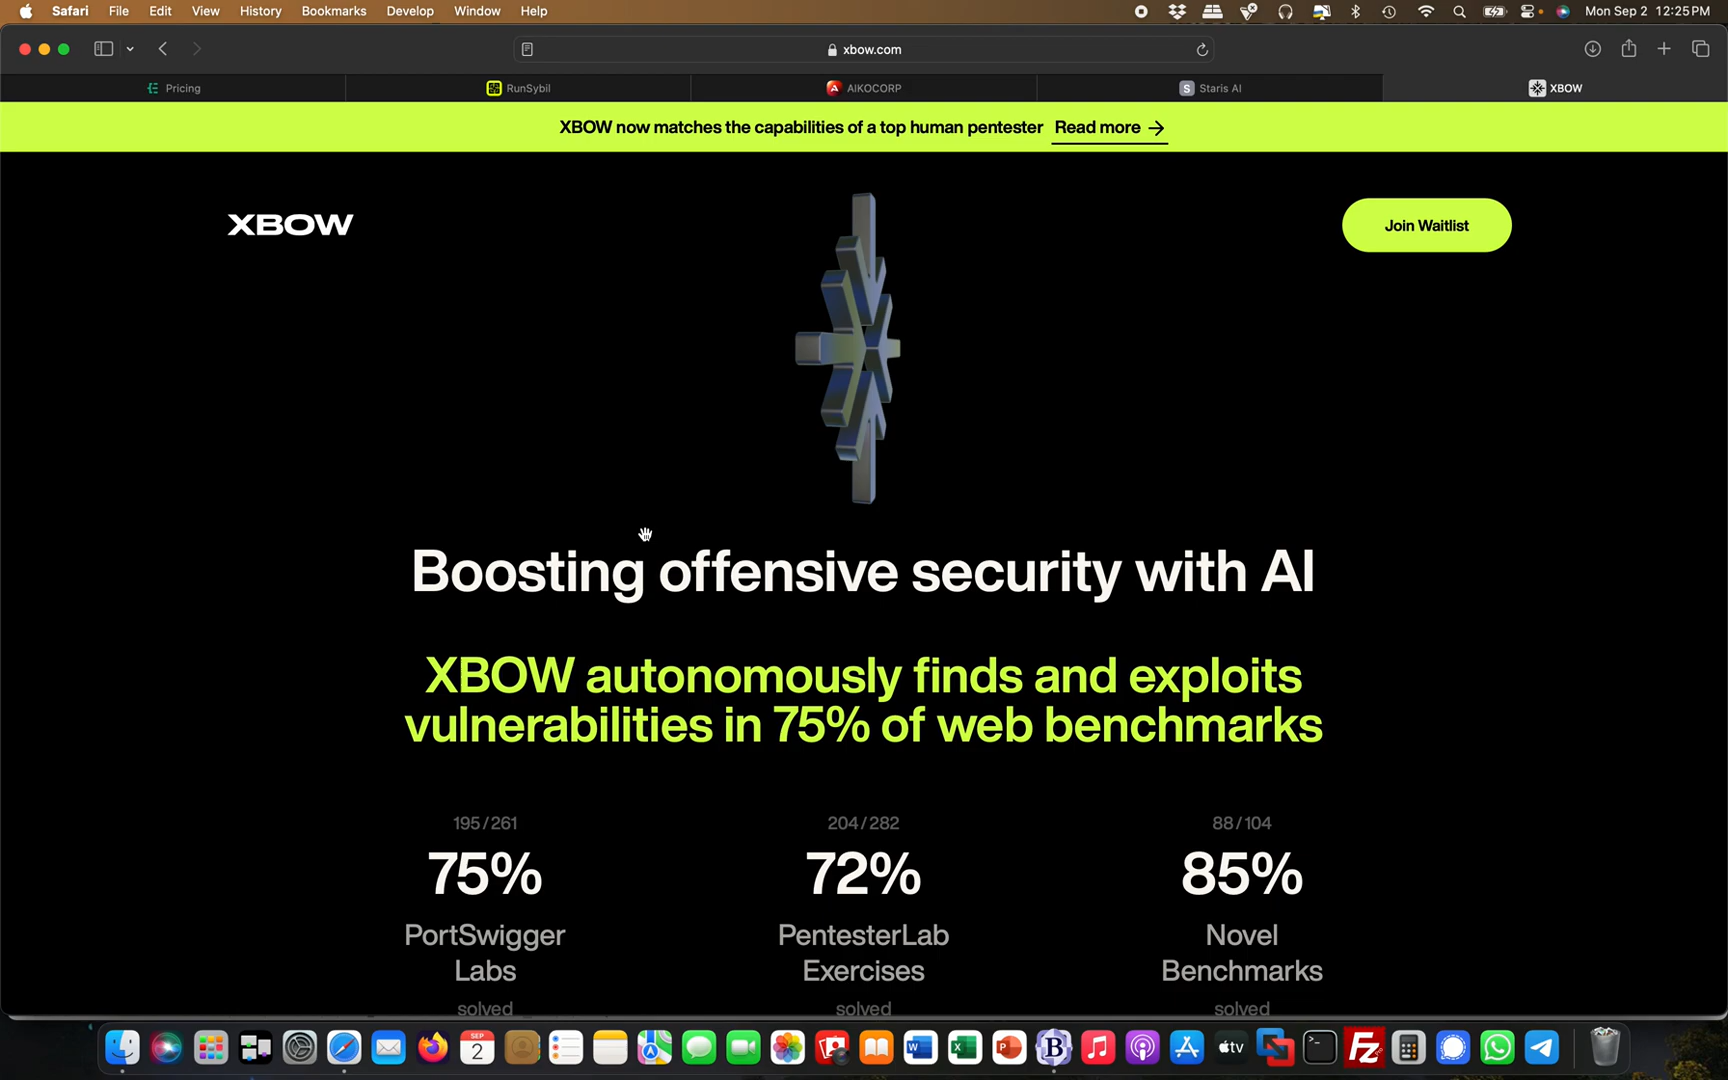 Safari File Edit View History Bookmarks Develop Window Help
Mon Sep 2 12:25 PM
xbow.com
Pricing
RunSybil
AIKOCORP
Staris AI
XBOW
XBOW now matches the capabilities of a top human pentester Read more →
XBOW
Join Waitlist
Boosting offensive security with AI
XBOW autonomously finds and exploits
vulnerabilities in 75% of web benchmarks
195/261
204/282
88/104
75%
72%
85%
PortSwigger
Labs
PentesterLab
Exercises
Novel
Benchmarks
solved
solved
solved
SEP
2
tv